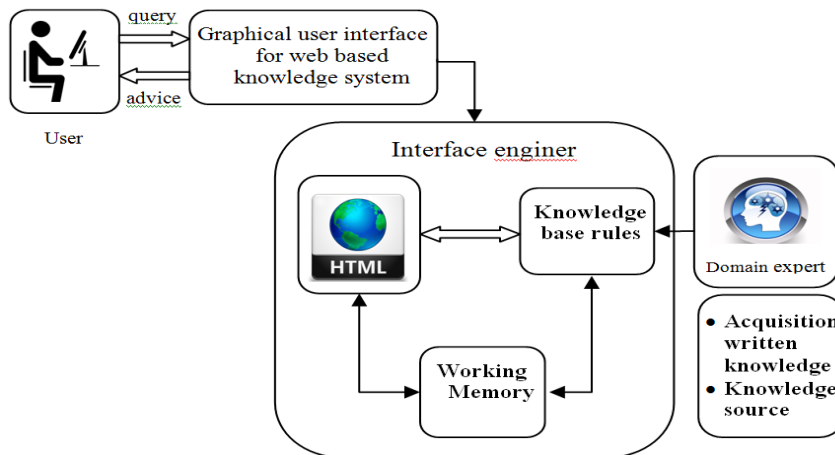 query
advice
User
Graphical user interface
for web based
knowledge system
Interface enginer
HTML
Knowledge
base rules
Working
Memory
Domain expert
• Acquisition
written
knowledge
• Knowledge
source